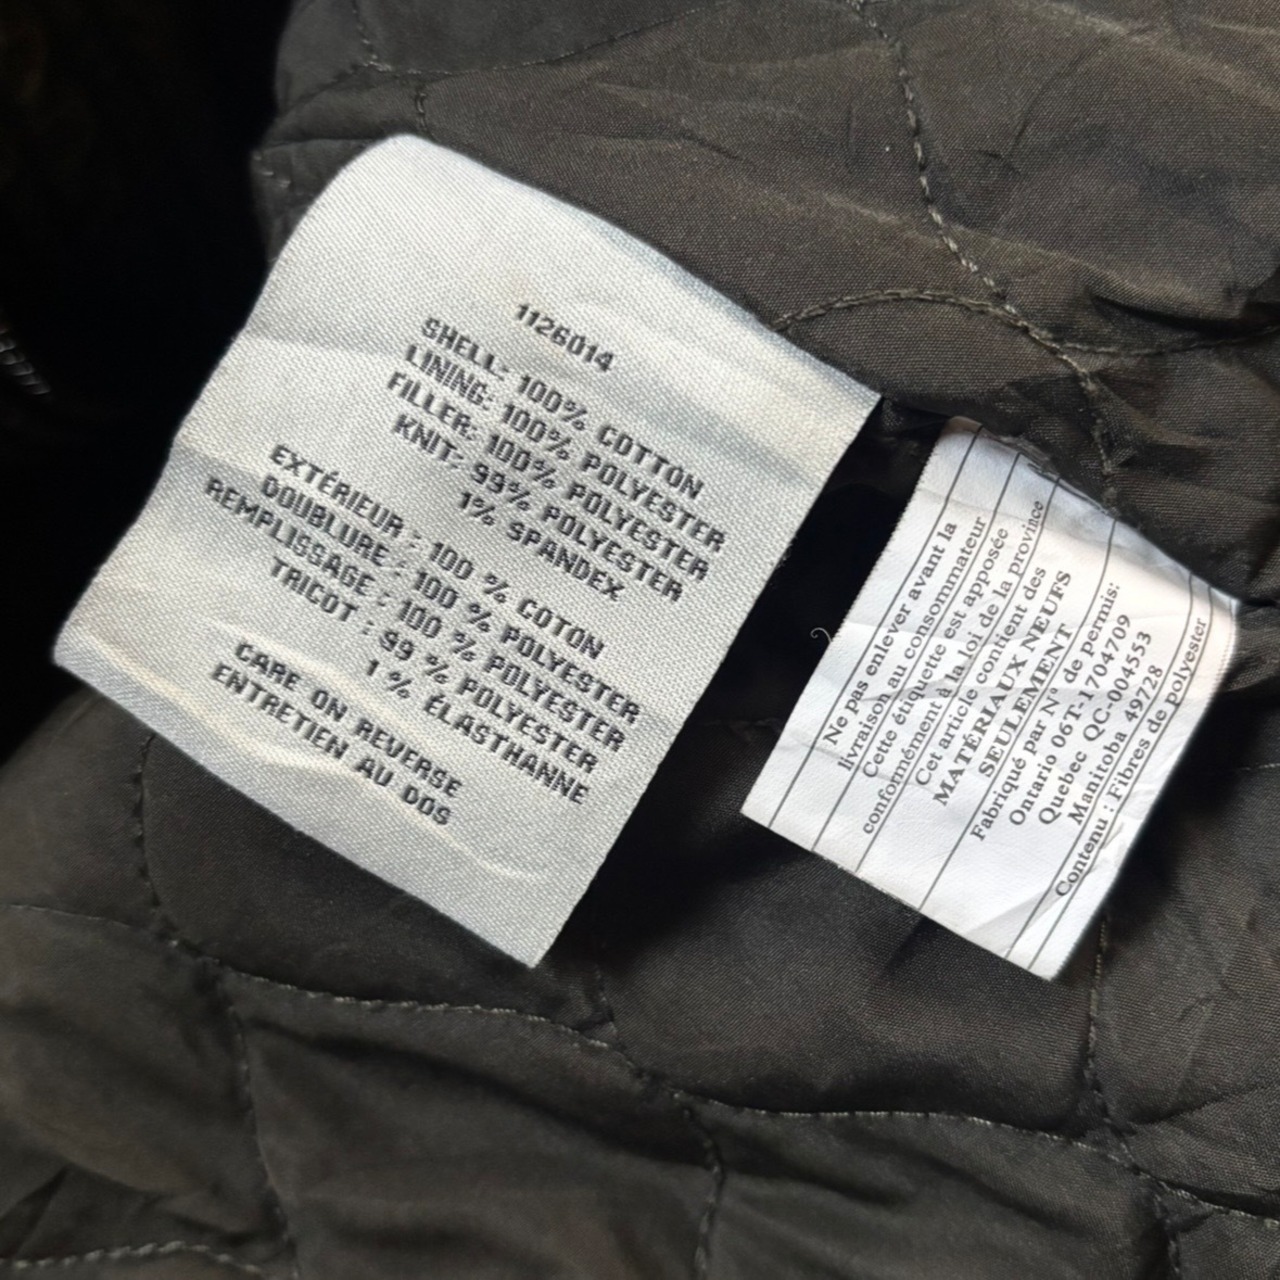 1126014
SHELL: 100% COTTON
LINING: 100% POLYESTER
FILLER: 100% POLYESTER
KNIT: 99% POLYESTER
1% SPANDEX
EXTÉRIEUR : 100 % COTON
DOUBLURE : 100 % POLYESTER
REMPLISSAGE : 100 % POLYESTER
TRICOT : 99 % POLYESTER
1 % ÉLASTHANNE
CARE ON REVERSE
ENTRETIEN AU DOS
Ne pas enlever avant la
livraison au consommateur
Cette étiquette est apposée
conformément à la loi de la province
Cet article contient des
MATÉRIAUX NEUFS
SEULEMENT
Fabriqué par N° de permis:
Ontario 06T-1704709
Quebec QC-004553
Manitoba 49728
Contenu : Fibres de polyester